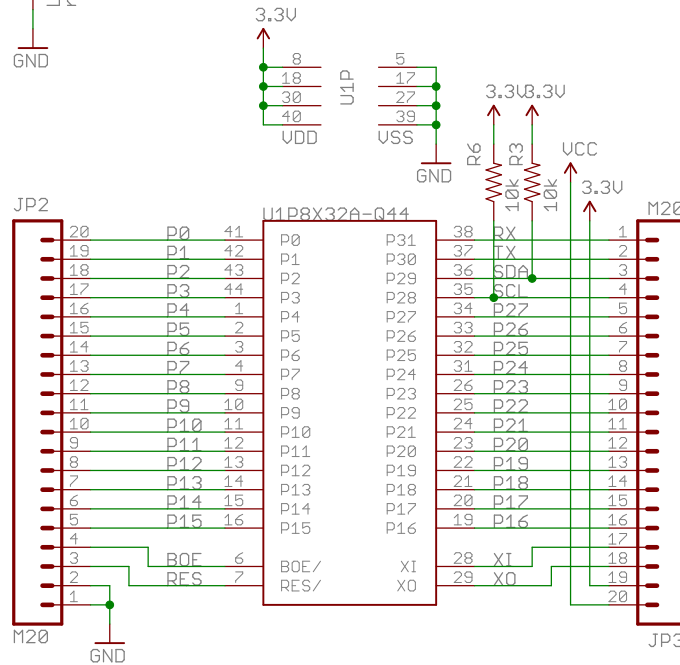 GND
3.3V
8
18
30
40
VDD
U1P
5
17
27
39
VSS
GND
3.3V 3.3V
R6
10k
R3
10k
VCC
3.3V
JP2
U1P8X32A-Q44
M20
20 P0 41 P0 P31 38 RX 1
19 P1 42 P1 P30 37 TX 2
18 P2 43 P2 P29 36 SDA 3
17 P3 44 P3 P28 35 SCL 4
16 P4 1 P4 P27 34 P27 5
15 P5 2 P5 P26 33 P26 6
14 P6 3 P6 P25 32 P25 7
13 P7 4 P7 P24 31 P24 8
12 P8 9 P8 P23 26 P23 9
11 P9 10 P9 P22 25 P22 10
10 P10 11 P10 P21 24 P21 11
9 P11 12 P11 P20 23 P20 12
8 P12 13 P12 P19 22 P19 13
7 P13 14 P13 P18 21 P18 14
6 P14 15 P14 P17 20 P17 15
5 P15 16 P15 P16 19 P16 16
4 17
3 BOE 6 BOE/ XI 28 XI 18
2 RES 7 RES/ XO 29 XO 19
1 20
M20
GND
JP3